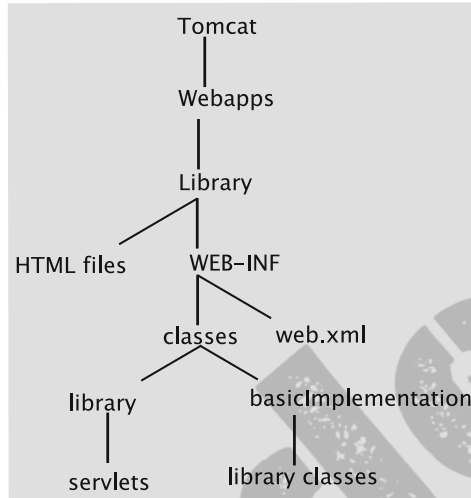 Tomcat
Webapps
Library
HTML files WEB-INF
classes web.xml
library basicImplementation
servlets library classes